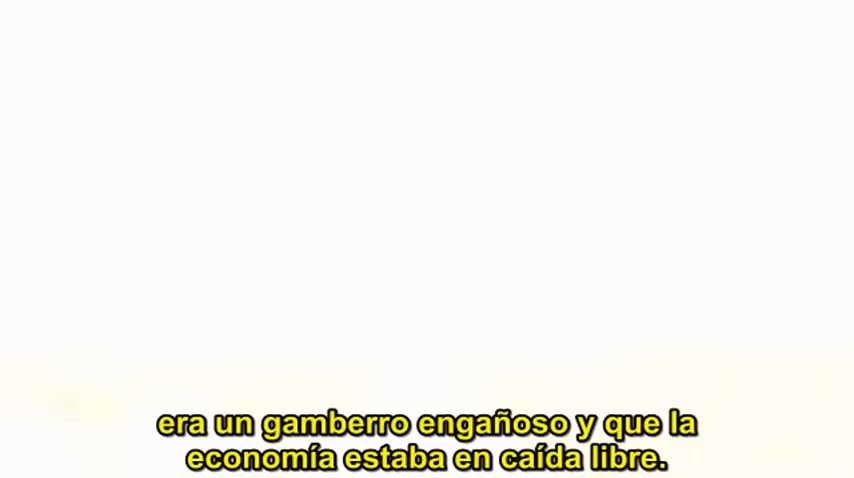 era un gamberro engañoso y que la
economía estaba en caída libre.